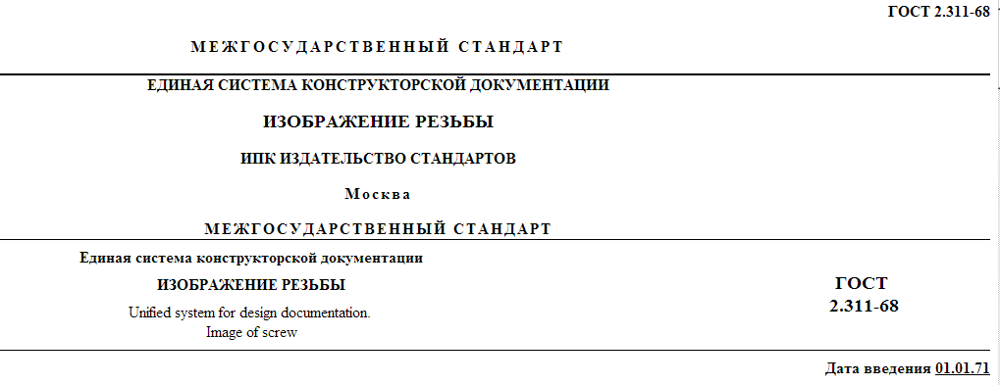 ГОСТ 2.311-68
МЕЖГОСУДАРСТВЕННЫЙ СТАНДАРТ
ЕДИНАЯ СИСТЕМА КОНСТРУКТОРСКОЙ ДОКУМЕНТАЦИИ
ИЗОБРАЖЕНИЕ РЕЗЬБЫ
ИПК ИЗДАТЕЛЬСТВО СТАНДАРТОВ
Москва
МЕЖГОСУДАРСТВЕННЫЙ СТАНДАРТ
Единая система конструкторской документации
ИЗОБРАЖЕНИЕ РЕЗЬБЫ
Unified system for design documentation.
Image of screw
ГОСТ
2.311-68
Дата введения 01.01.71